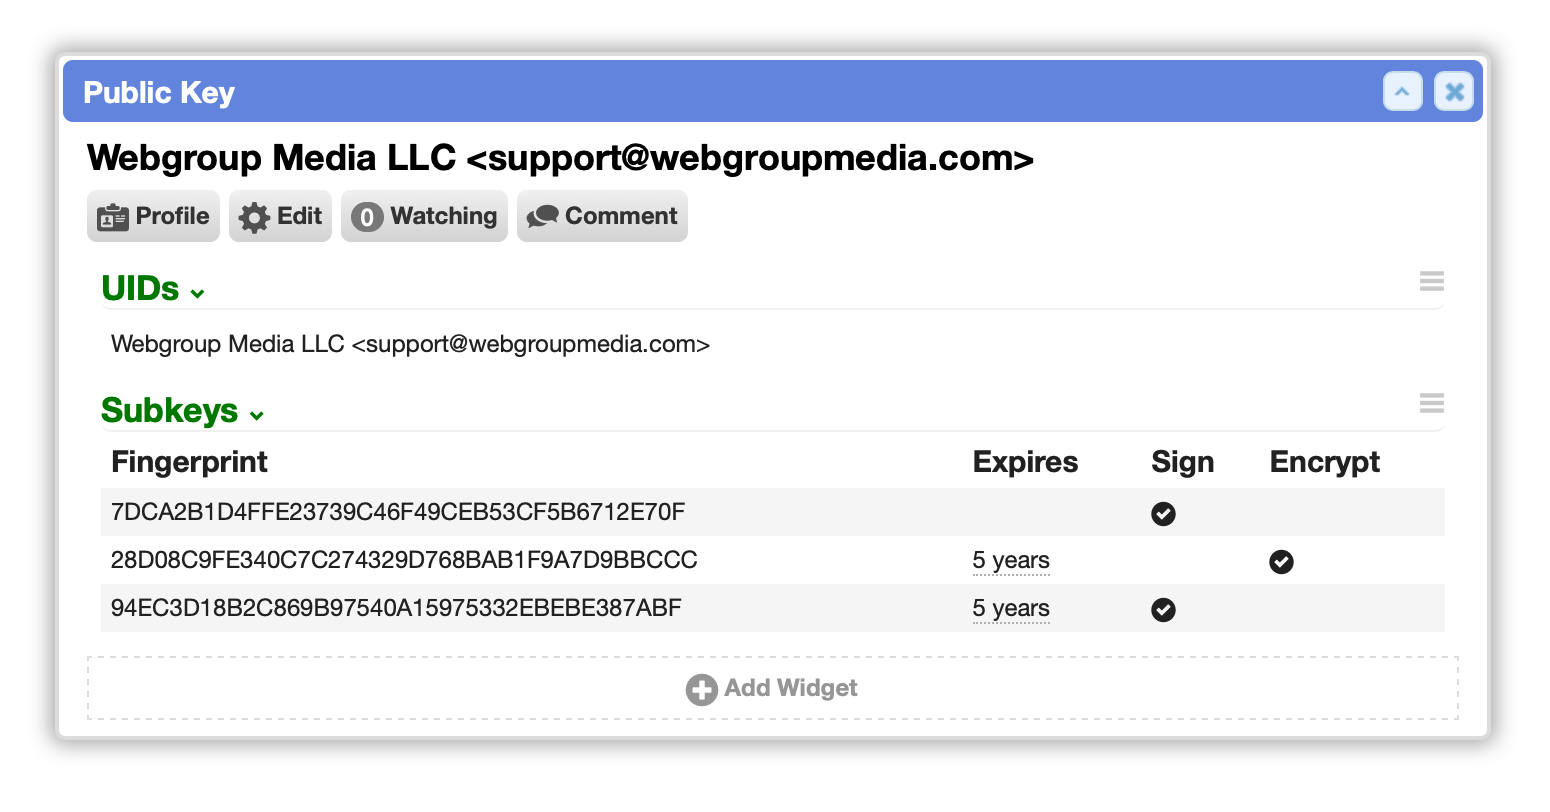 Public Key
Webgroup Media LLC <support@webgroupmedia.com>
Profile Edit 0 Watching Comment
UIDs
Webgroup Media LLC <support@webgroupmedia.com>
Subkeys
Fingerprint Expires Sign Encrypt
7DCA2B1D4FFE23739C46F49CEB53CF5B6712E70F
28D08C9FE340C7C274329D768BAB1F9A7D9BBCCC 5 years
94EC3D18B2C869B97540A15975332EBEBE387ABF 5 years
Add Widget